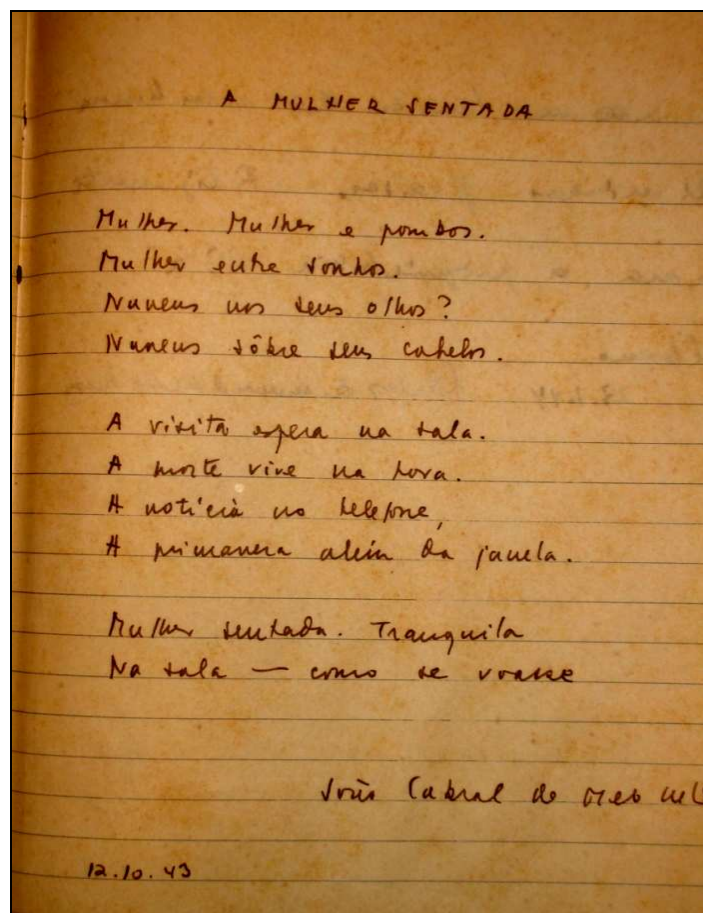 A MULHER SENTADA
Mulher. Mulher e pombos.
Mulher entre sonhos.
Nuvens nos seus olhos?
Nuvens sôbre seus cabelos.
A visita espera na sala.
A morte vive na hora.
A notícia no telefone,
A primavera além da janela.
Mulher sentada. Tranquila
Na sala — como se voasse
João Cabral de Melo
12.10.43